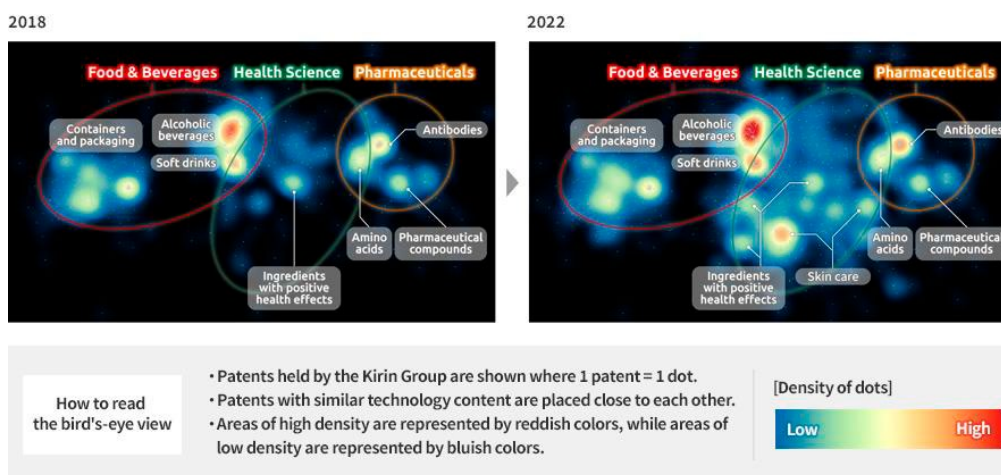 2018
Food & Beverages
Health Science
Pharmaceuticals
Containers
and packaging
Alcoholic
beverages
Soft drinks
Antibodies
Amino
acids
Pharmaceutical
compounds
Ingredients
with positive
health effects
2022
Food & Beverages
Health Science
Pharmaceuticals
Containers
and packaging
Alcoholic
beverages
Soft drinks
Antibodies
Amino
acids
Pharmaceutical
compounds
Ingredients
with positive
health effects
Skin care
How to read
the bird's-eye view
• Patents held by the Kirin Group are shown where 1 patent = 1 dot.
• Patents with similar technology content are placed close to each other.
• Areas of high density are represented by reddish colors, while areas of
low density are represented by bluish colors.
[Density of dots]
Low
High